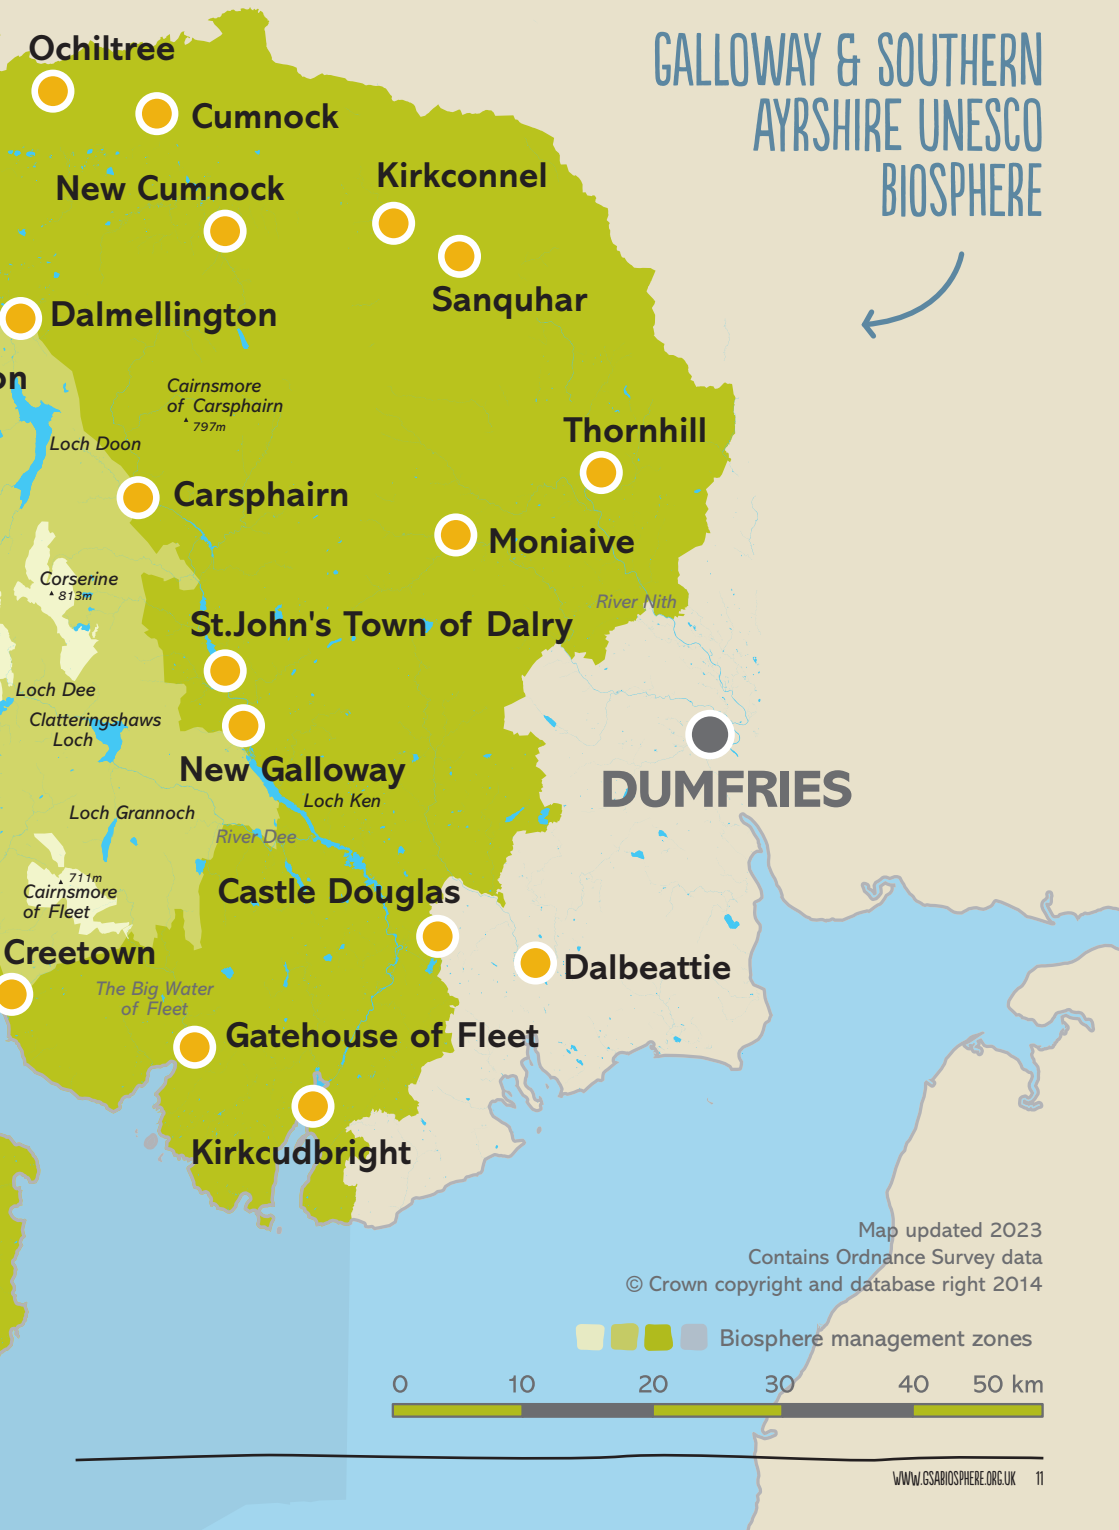 GALLOWAY & SOUTHERN
AYRSHIRE UNESCO
BIOSPHERE
Ochiltree
Cumnock
New Cumnock
Kirkconnel
Sanquhar
Dalmellington
on
Cairnsmore
of Carsphairn
797m
Thornhill
Loch Doon
Carsphairn
Moniaive
Corserine
813m
River Nith
St.John's Town of Dalry
Loch Dee
Clatteringshaws
Loch
DUMFRIES
New Galloway
Loch Ken
Loch Grannoch
River Dee
711m
Cairnsmore
of Fleet
Castle Douglas
Creetown
Dalbeattie
The Big Water
of Fleet
Gatehouse of Fleet
Kirkcudbright
Map updated 2023
Contains Ordnance Survey data
© Crown copyright and database right 2014
Biosphere management zones
0 10 20 30 40 50 km
WWW.GSABIOSPHERE.ORG.UK 11